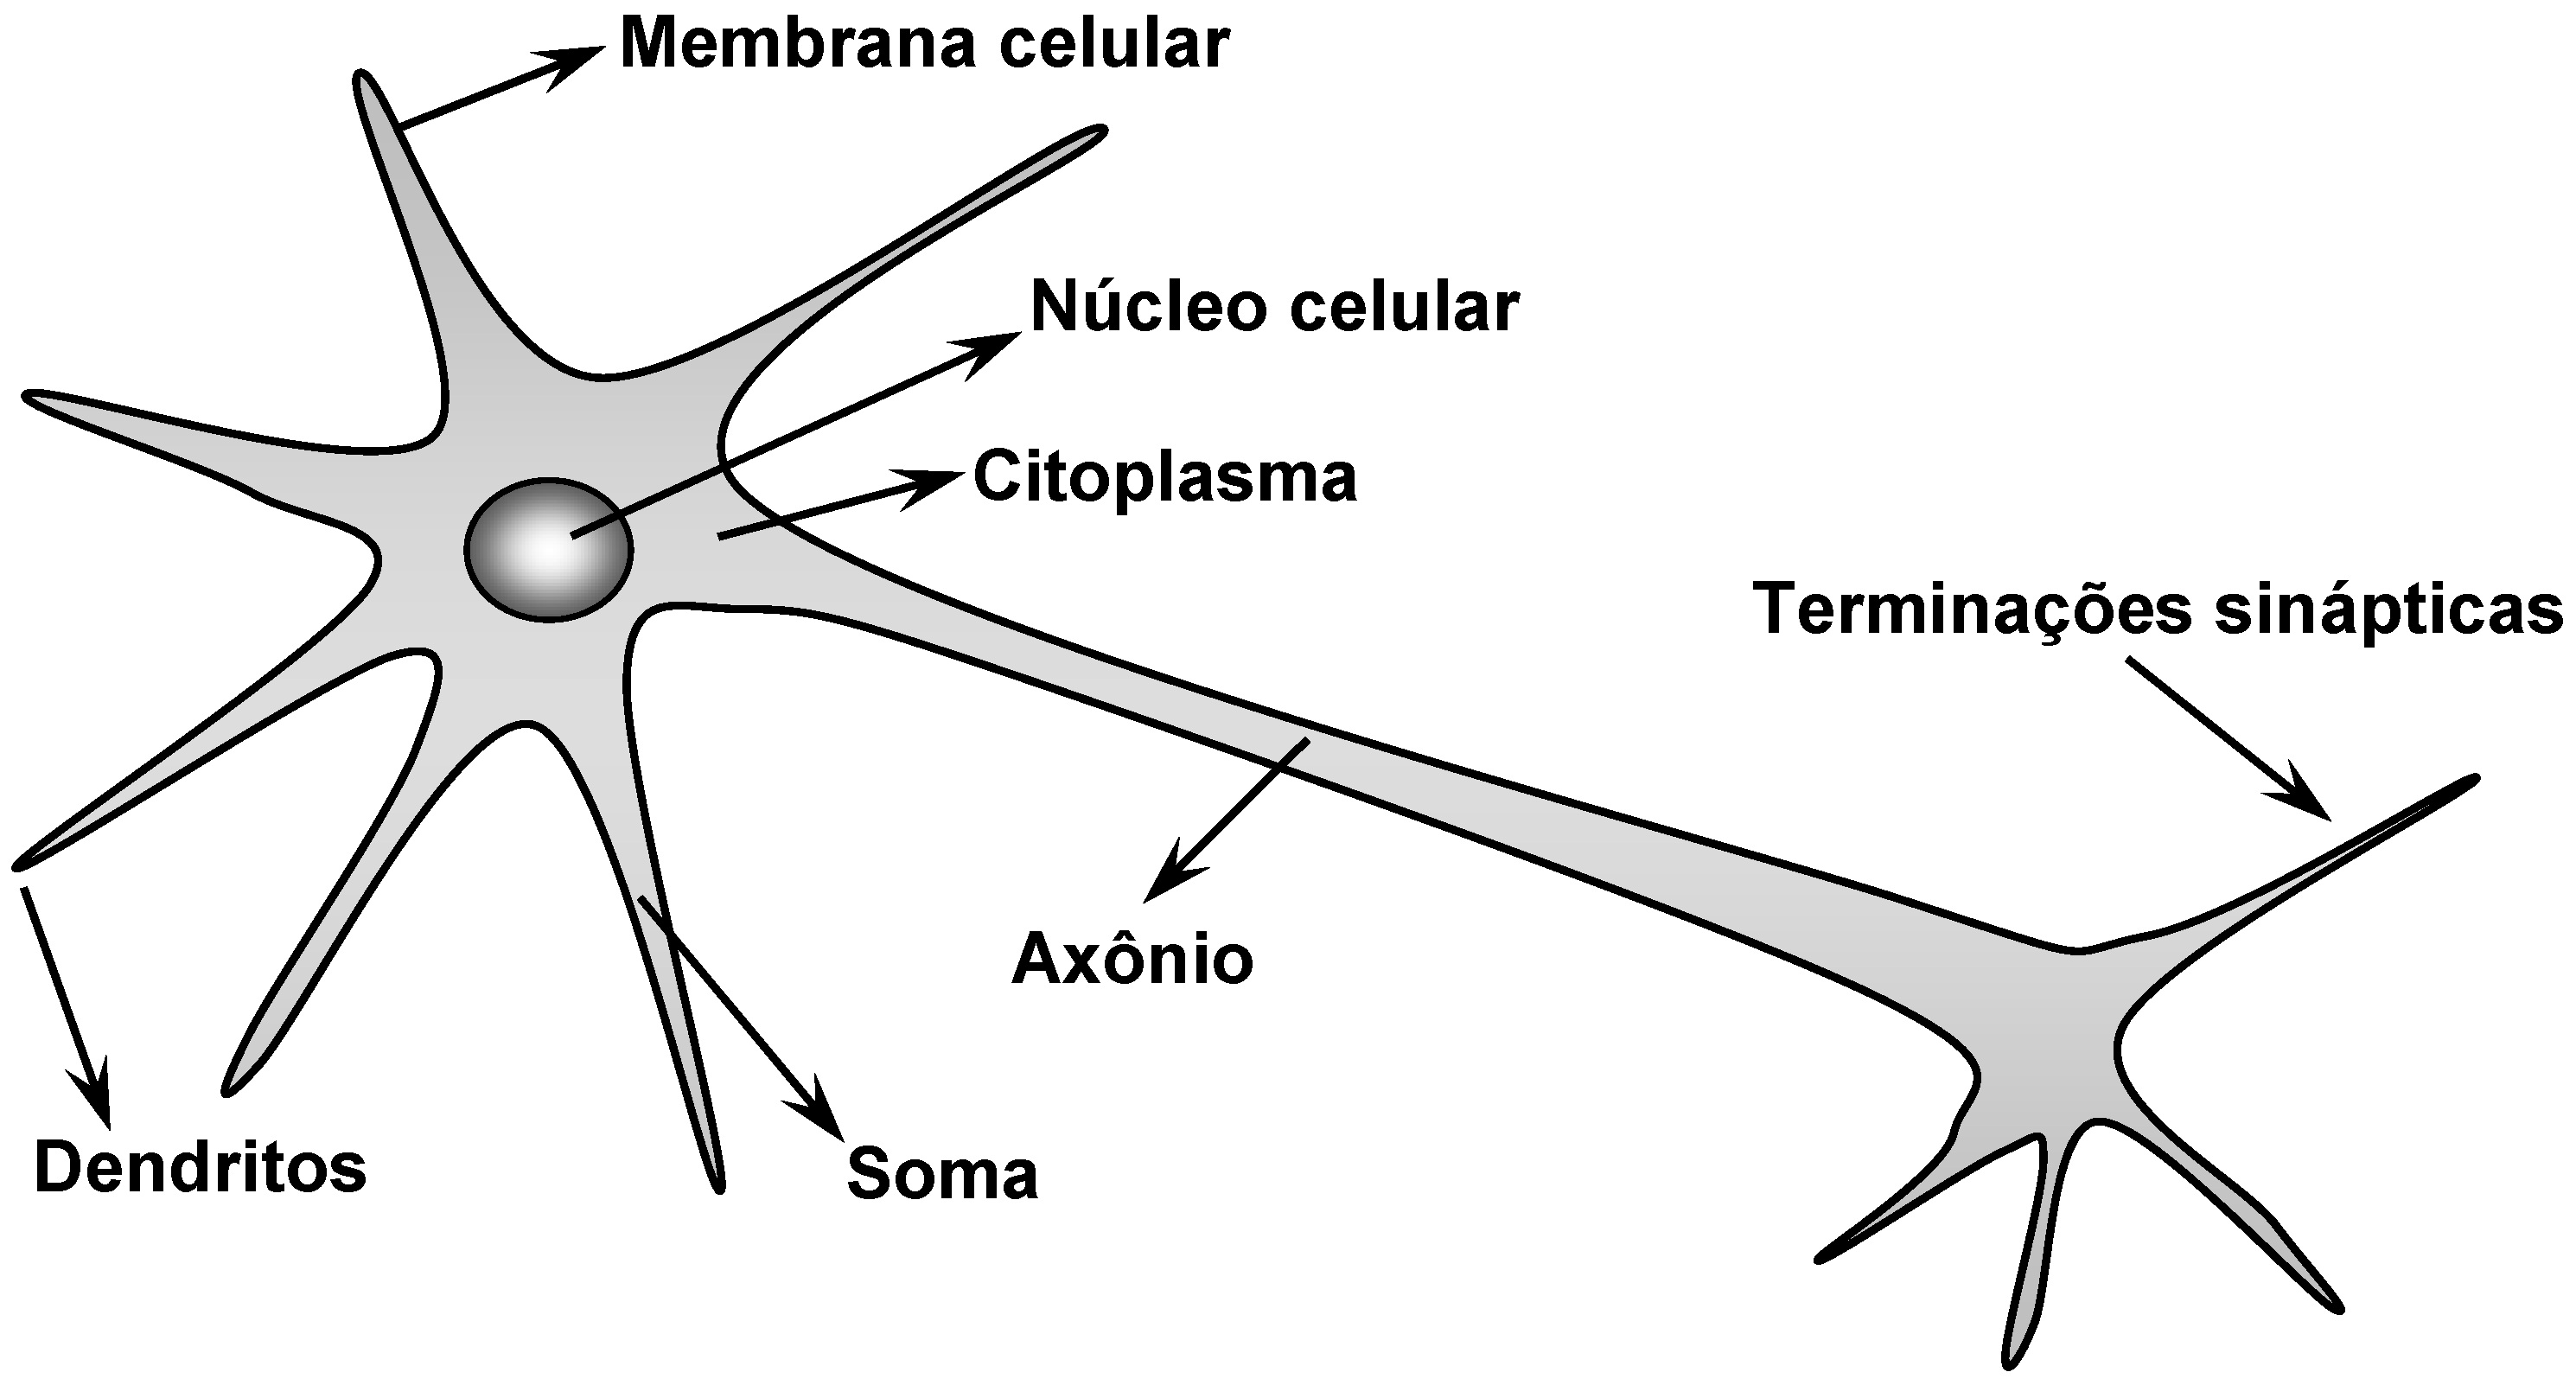 Membrana celular
Núcleo celular
Citoplasma
Terminações sinápticas
Axônio
Dendritos
Soma